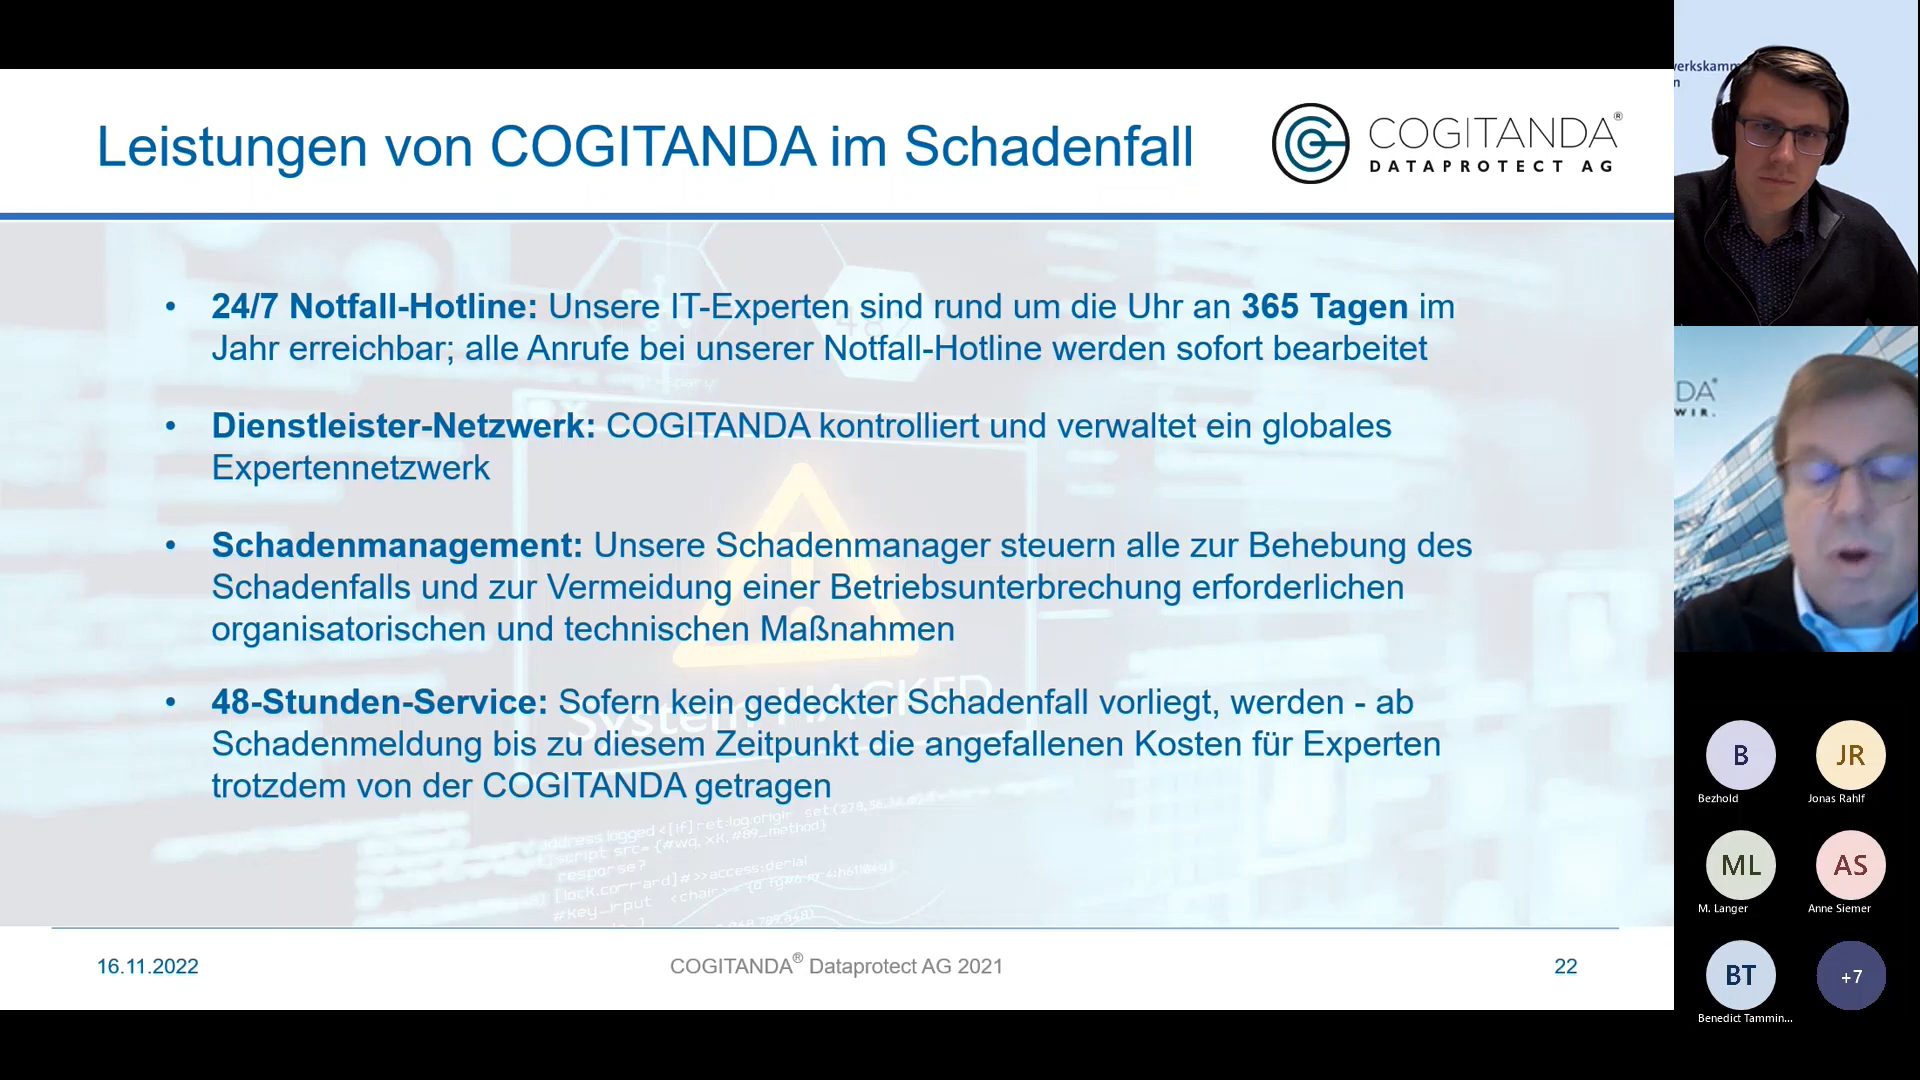 Leistungen von COGITANDA im Schadenfall
COGITANDA®
DATAPROTECT AG
• 24/7 Notfall-Hotline: Unsere IT-Experten sind rund um die Uhr an 365 Tagen im
Jahr erreichbar; alle Anrufe bei unserer Notfall-Hotline werden sofort bearbeitet
• Dienstleister-Netzwerk: COGITANDA kontrolliert und verwaltet ein globales
Expertennetzwerk
• Schadenmanagement: Unsere Schadenmanager steuern alle zur Behebung des
Schadenfalls und zur Vermeidung einer Betriebsunterbrechung erforderlichen
organisatorischen und technischen Maßnahmen
• 48-Stunden-Service: Sofern kein gedeckter Schadenfall vorliegt, werden - ab
Schadenmeldung bis zu diesem Zeitpunkt die angefallenen Kosten für Experten
trotzdem von der COGITANDA getragen
System HACKED
16.11.2022
COGITANDA® Dataprotect AG 2021
22
werkskamm
n
DA®
WIR.
B
Bezhold
JR
Jonas Rahlf
ML
M. Langer
AS
Anne Siemer
BT
Benedict Tammin...
+7